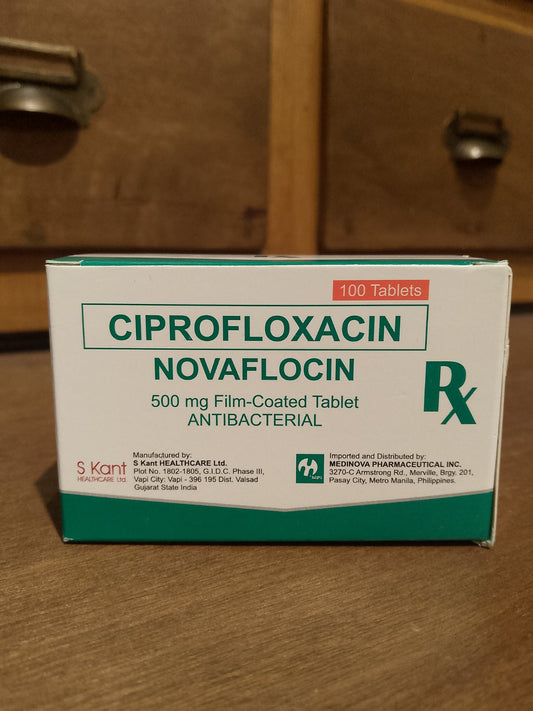 100 Tablets
CIPROFLOXACIN
NOVAFLOCIN
500 mg Film-Coated Tablet
ANTIBACTERIAL
Rx
S Kant
HEALTHCARE Ltd.
Manufactured by:
S Kant HEALTHCARE Ltd.
Plot No. 1802-1805, G.I.D.C. Phase III,
Vapi City: Vapi - 396 195 Dist. Valsad
Gujarat State India
MPI
Imported and Distributed by:
MEDINOVA PHARMACEUTICAL INC.
3270-C Armstrong Rd., Merville, Brgy. 201,
Pasay City, Metro Manila, Philippines.